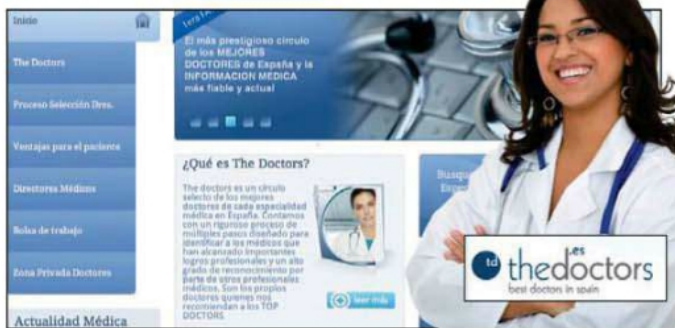 Inicio
The Doctors
Proceso Selección Dres.
Ventajas para el paciente
Directores Médicos
Bolsa de trabajo
Zona Privada Doctores
Actualidad Médica
El más prestigioso círculo
de los MEJORES
DOCTORES de España y la
INFORMACION MEDICA
más fiable y actual
¿Qué es The Doctors?
The doctors es un círculo
selecto de los mejores
doctores de cada especialidad
médica en España. Contamos
con un riguroso proceso de
múltiples pasos diseñado para
identificar a los médicos que
han alcanzado importantes
logros profesionales y un alto
grado de reconocimiento por
parte de otros profesionales
médicos. Son los propios
doctores quienes nos
recomiendan a los TOP
DOCTORS.
leer más
td
.es
thedoctors
best doctors in spain